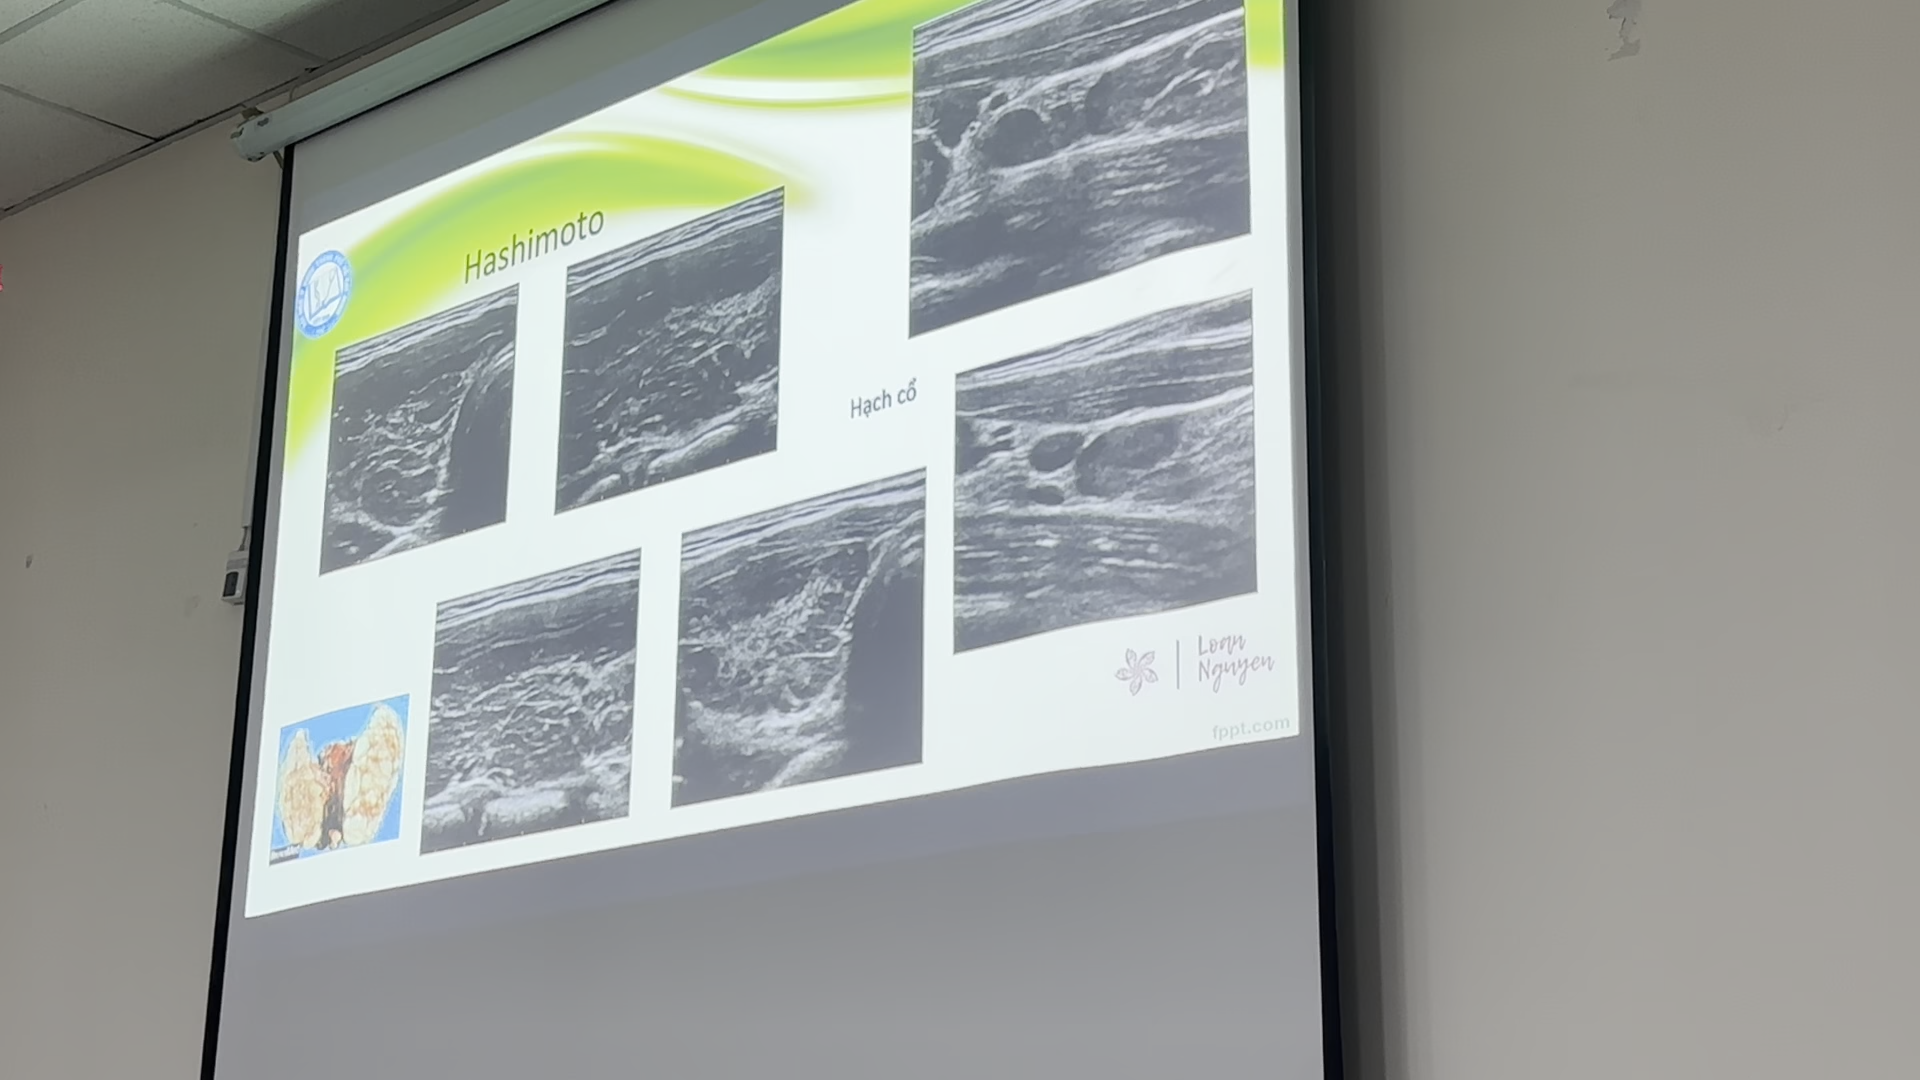 Hashimoto
Hạch cổ
Loan
Nguyen
fppt.com